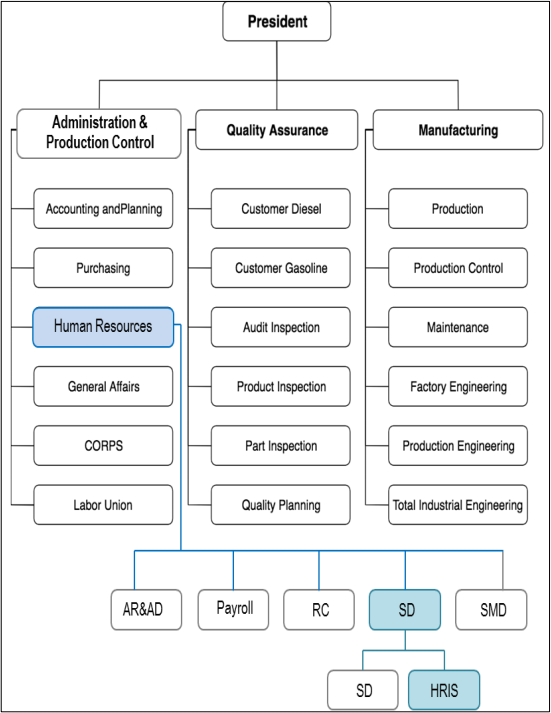 President
Administration &
Production Control
Quality Assurance
Manufacturing
Accounting andPlanning
Customer Diesel
Production
Purchasing
Customer Gasoline
Production Control
Human Resources
Audit Inspection
Maintenance
General Affairs
Product Inspection
Factory Engineering
CORPS
Part Inspection
Production Engineering
Labor Union
Quality Planning
Total Industrial Engineering
AR&AD
Payroll
RC
SD
SMD
SD
HRIS